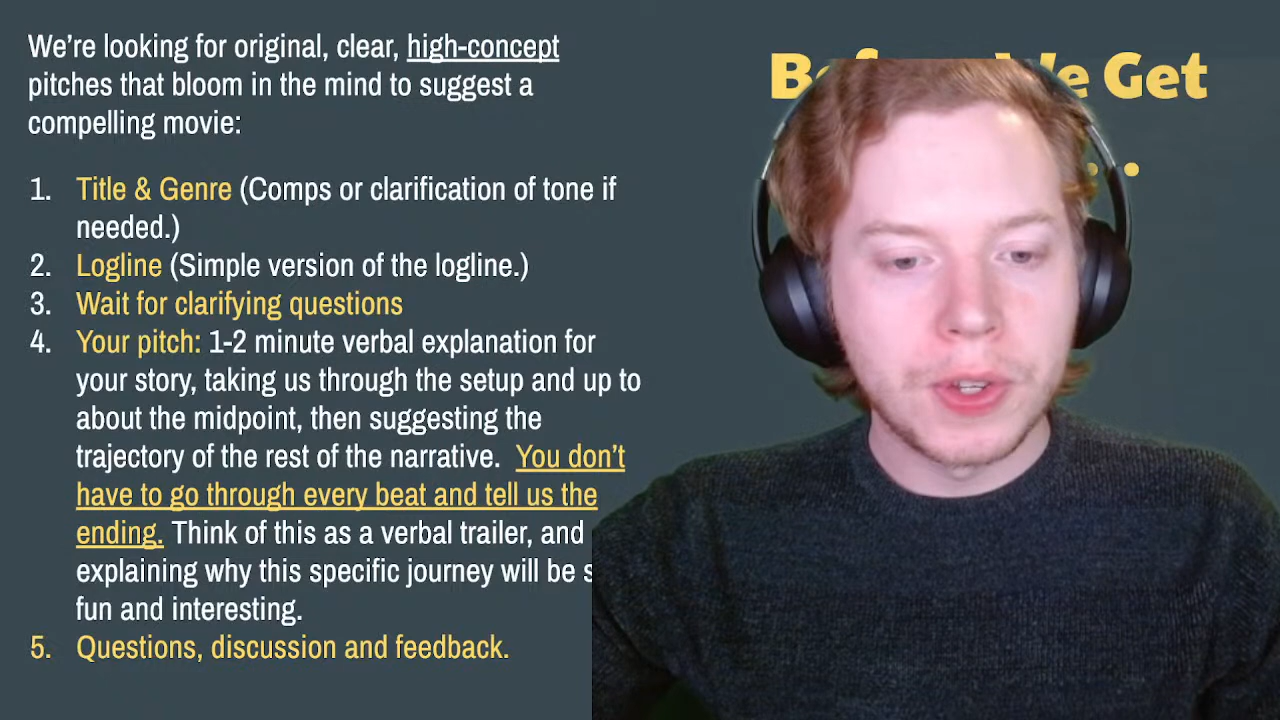 We're looking for original, clear, high-concept
pitches that bloom in the mind to suggest a
compelling movie:
1. Title & Genre (Comps or clarification of tone if
needed.)
2. Logline (Simple version of the logline.)
3. Wait for clarifying questions
4. Your pitch: 1-2 minute verbal explanation for
your story, taking us through the setup and up to
about the midpoint, then suggesting the
trajectory of the rest of the narrative. You don't
have to go through every beat and tell us the
ending. Think of this as a verbal trailer, and
explaining why this specific journey will be
fun and interesting.
5. Questions, discussion and feedback.
We Get